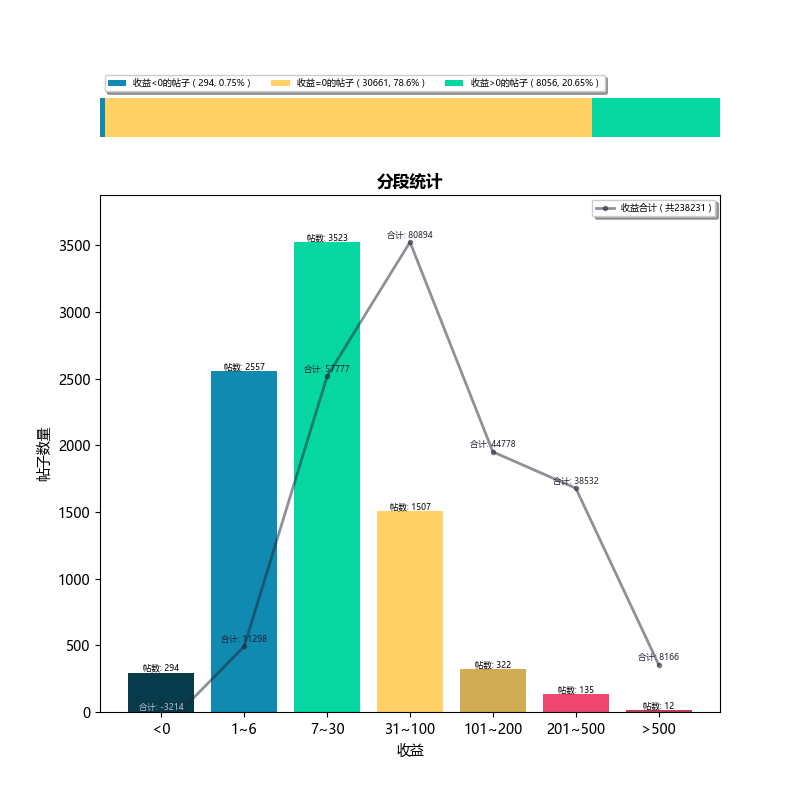 收益<0的帖子 ( 294, 0.75% ) 收益=0的帖子 ( 30661, 78.6% ) 收益>0的帖子 ( 8056, 20.65% )
分段统计
收益合计 ( 共238231 )
帖子数量
3500
3000
2500
2000
1500
1000
500
0
帖数: 294
帖数: 2557
帖数: 3523
帖数: 1507
帖数: 322
帖数: 135
帖数: 12
合计: -3214
合计: 11298
合计: 57777
合计: 80894
合计: 44778
合计: 38532
合计: 8166
<0 1~6 7~30 31~100 101~200 201~500 >500
收益